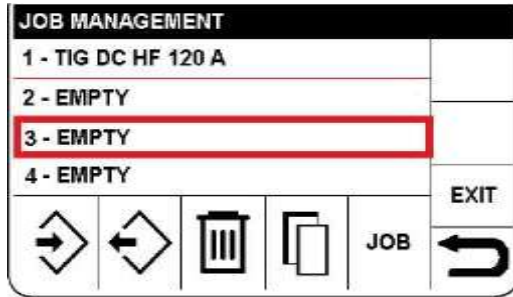 JOB MANAGEMENT
1 - TIG DC HF 120 A
2 - EMPTY
3 - EMPTY
4 - EMPTY
EXIT
JOB